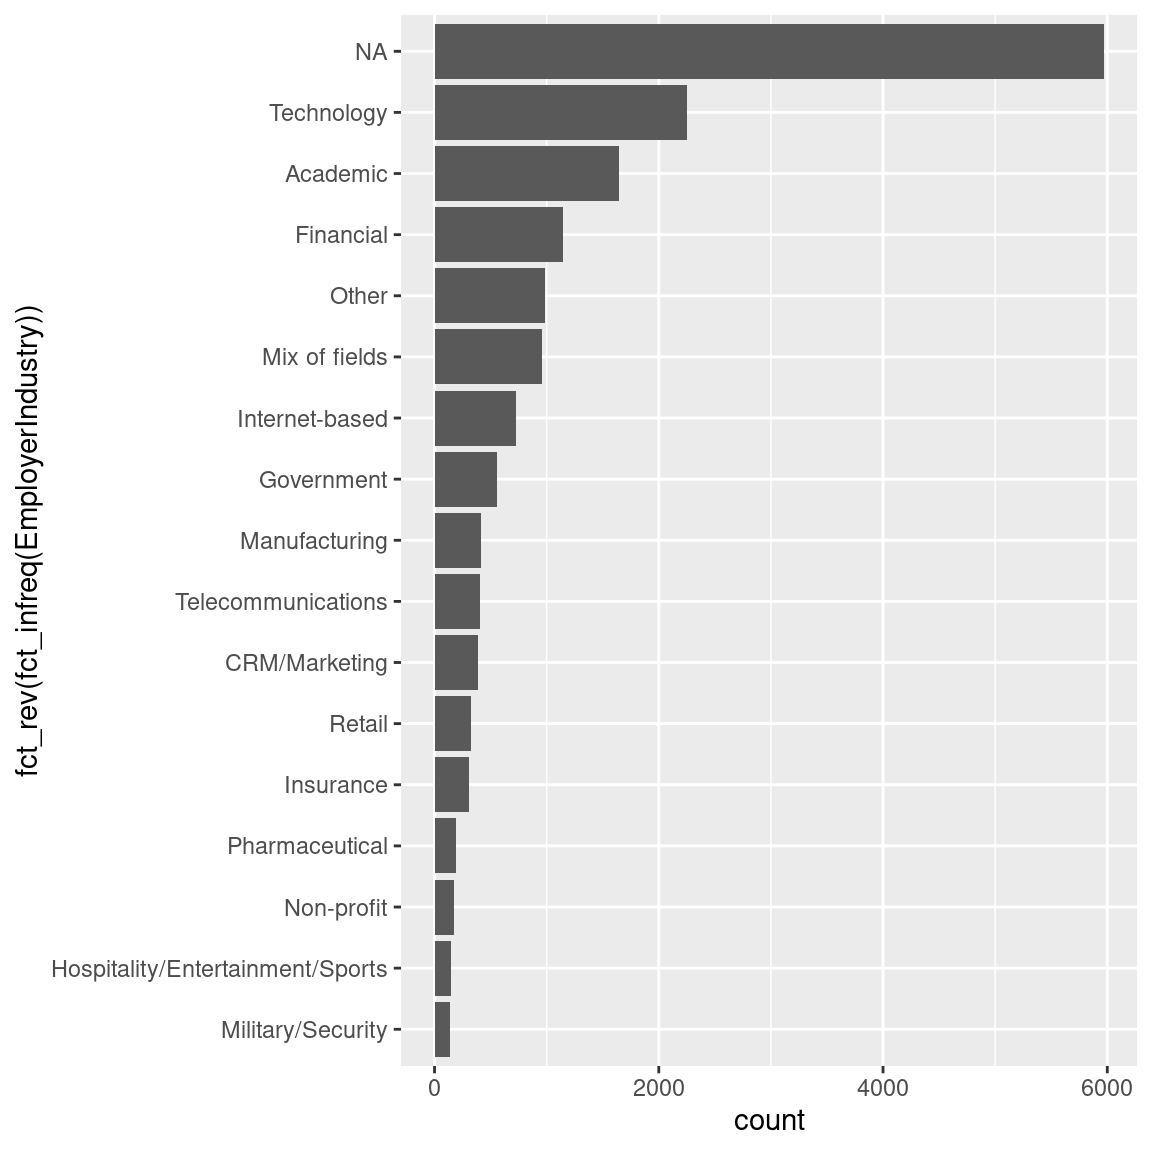 NA
Technology
Academic
Financial
Other
Mix of fields
Internet-based
Government
Manufacturing
Telecommunications
CRM/Marketing
Retail
Insurance
Pharmaceutical
Non-profit
Hospitality/Entertainment/Sports
Military/Security
fct_rev(fct_infreq(EmployerIndustry))
0 2000 4000 6000
count